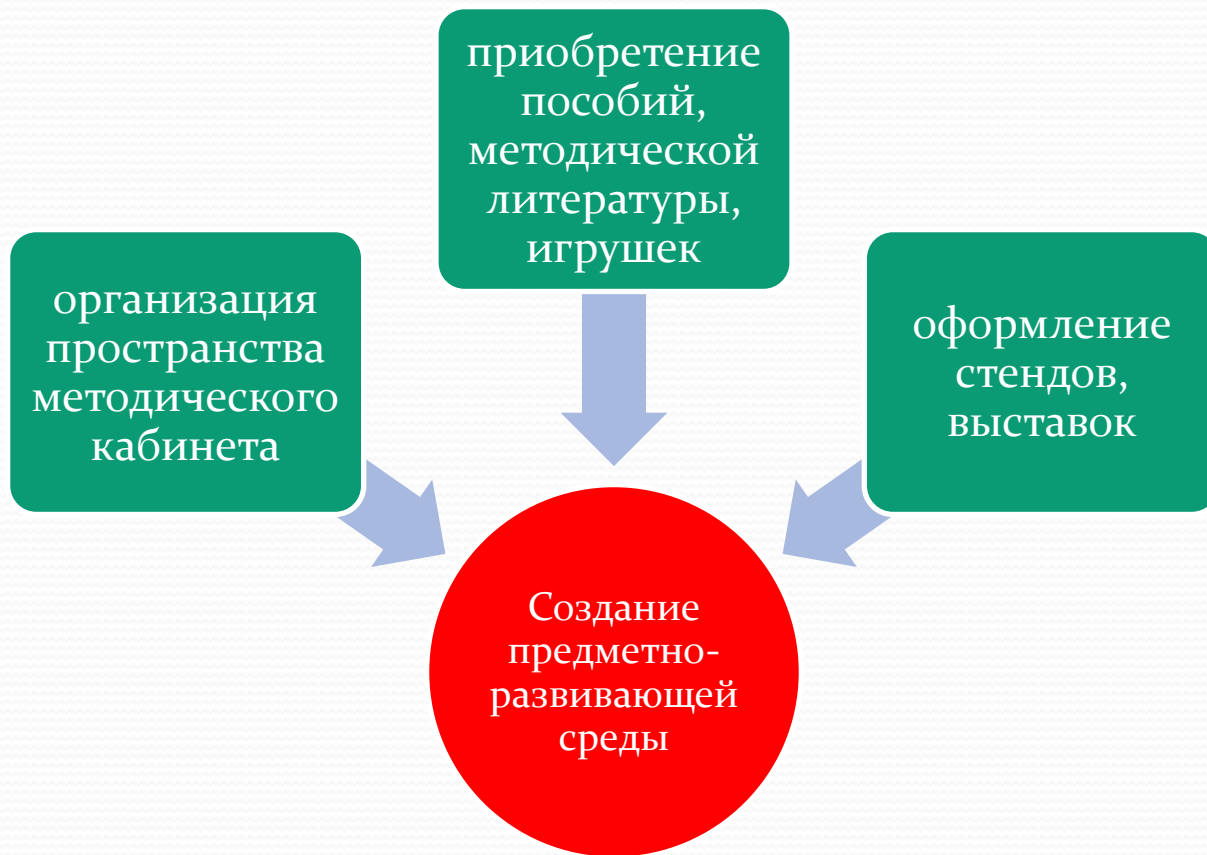 приобретение
пособий,
методической
литературы,
игрушек
организация
пространства
методического
кабинета
оформление
стендов,
выставок
Создание
предметно-
развивающей
среды